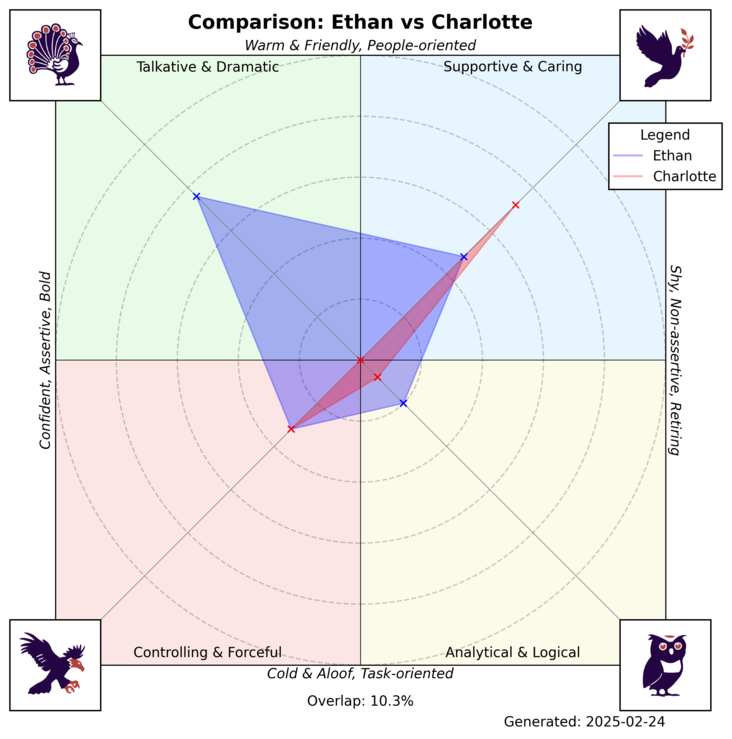 Comparison: Ethan vs Charlotte
Warm & Friendly, People-oriented
Talkative & Dramatic
Supportive & Caring
Legend
Ethan
Charlotte
Confident, Assertive, Bold
Shy, Non-assertive, Retiring
Controlling & Forceful
Analytical & Logical
Cold & Aloof, Task-oriented
Overlap: 10.3%
Generated: 2025-02-24